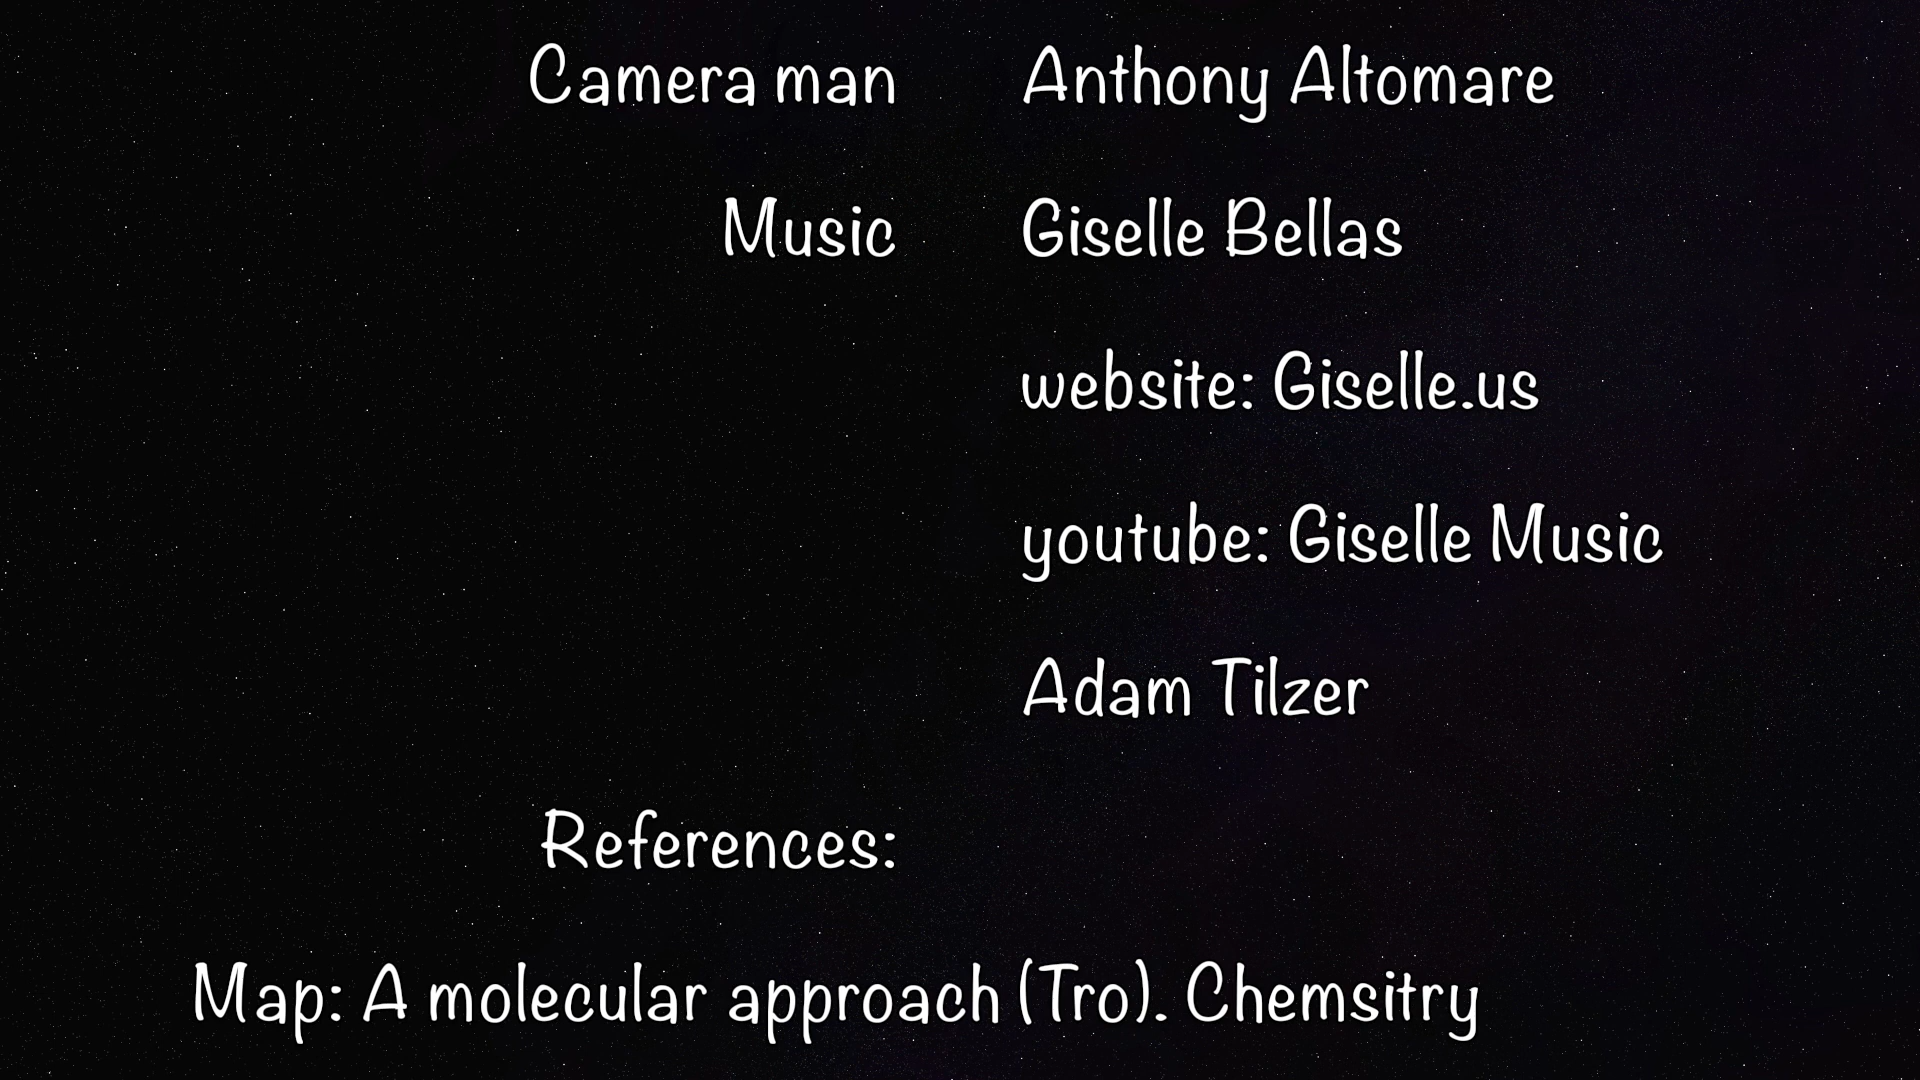 Camera man Anthony Altomare
Music Giselle Bellas
website: Giselle.us
youtube: Giselle Music
Adam Tilzer
References:
Map: A molecular approach (Tro). Chemsitry